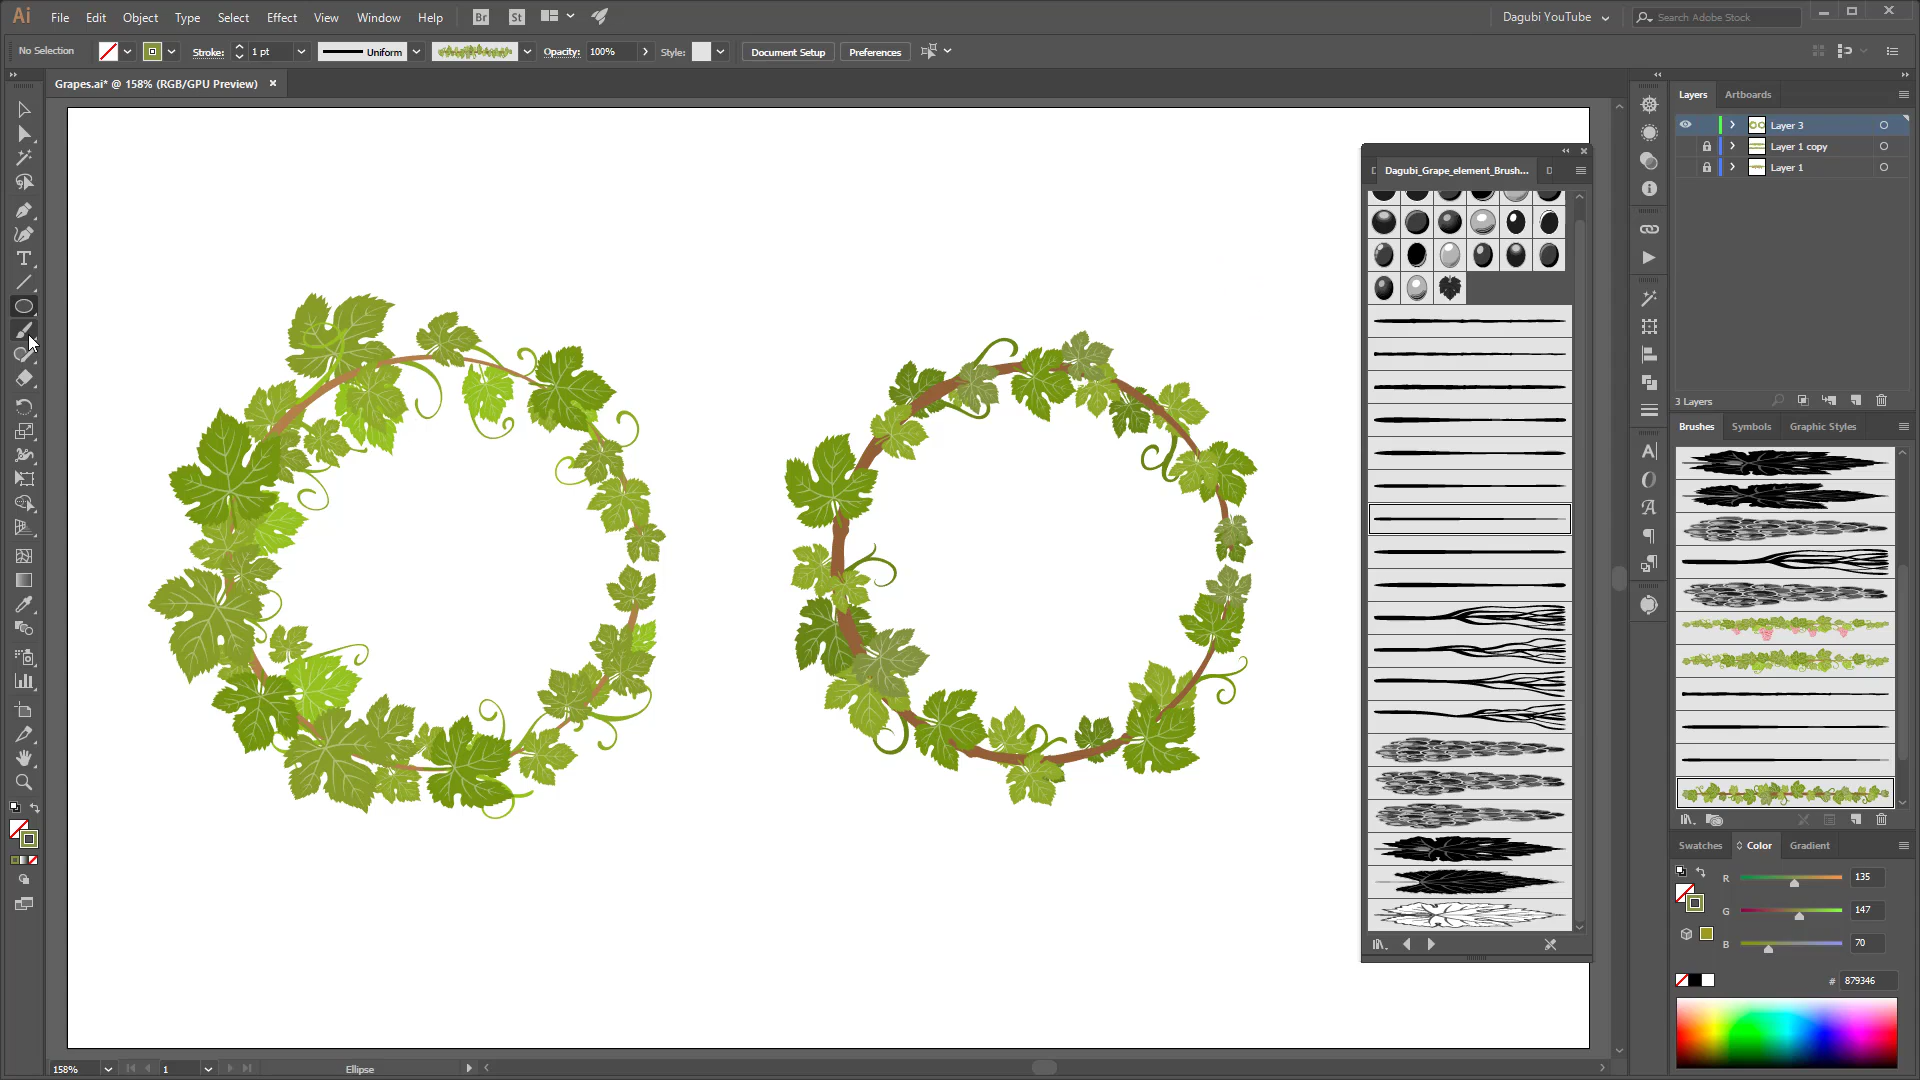 Ai File Edit Object Type Select Effect View Window Help Br St Dagubi YouTube Search Adobe Stock
No Selection Stroke: 1 pt Uniform Opacity: 100% Style: Document Setup Preferences
Grapes.ai* @ 158% (RGB/GPU Preview)
Layers Artboards
Layer 3
Layer 1 copy
Layer 1
3 Layers
Dagubi_Grape_element_Brush...
Brushes Symbols Graphic Styles
Swatches Color Gradient
R 135
G 147
B 70
# 879346
158% 1 Ellipse